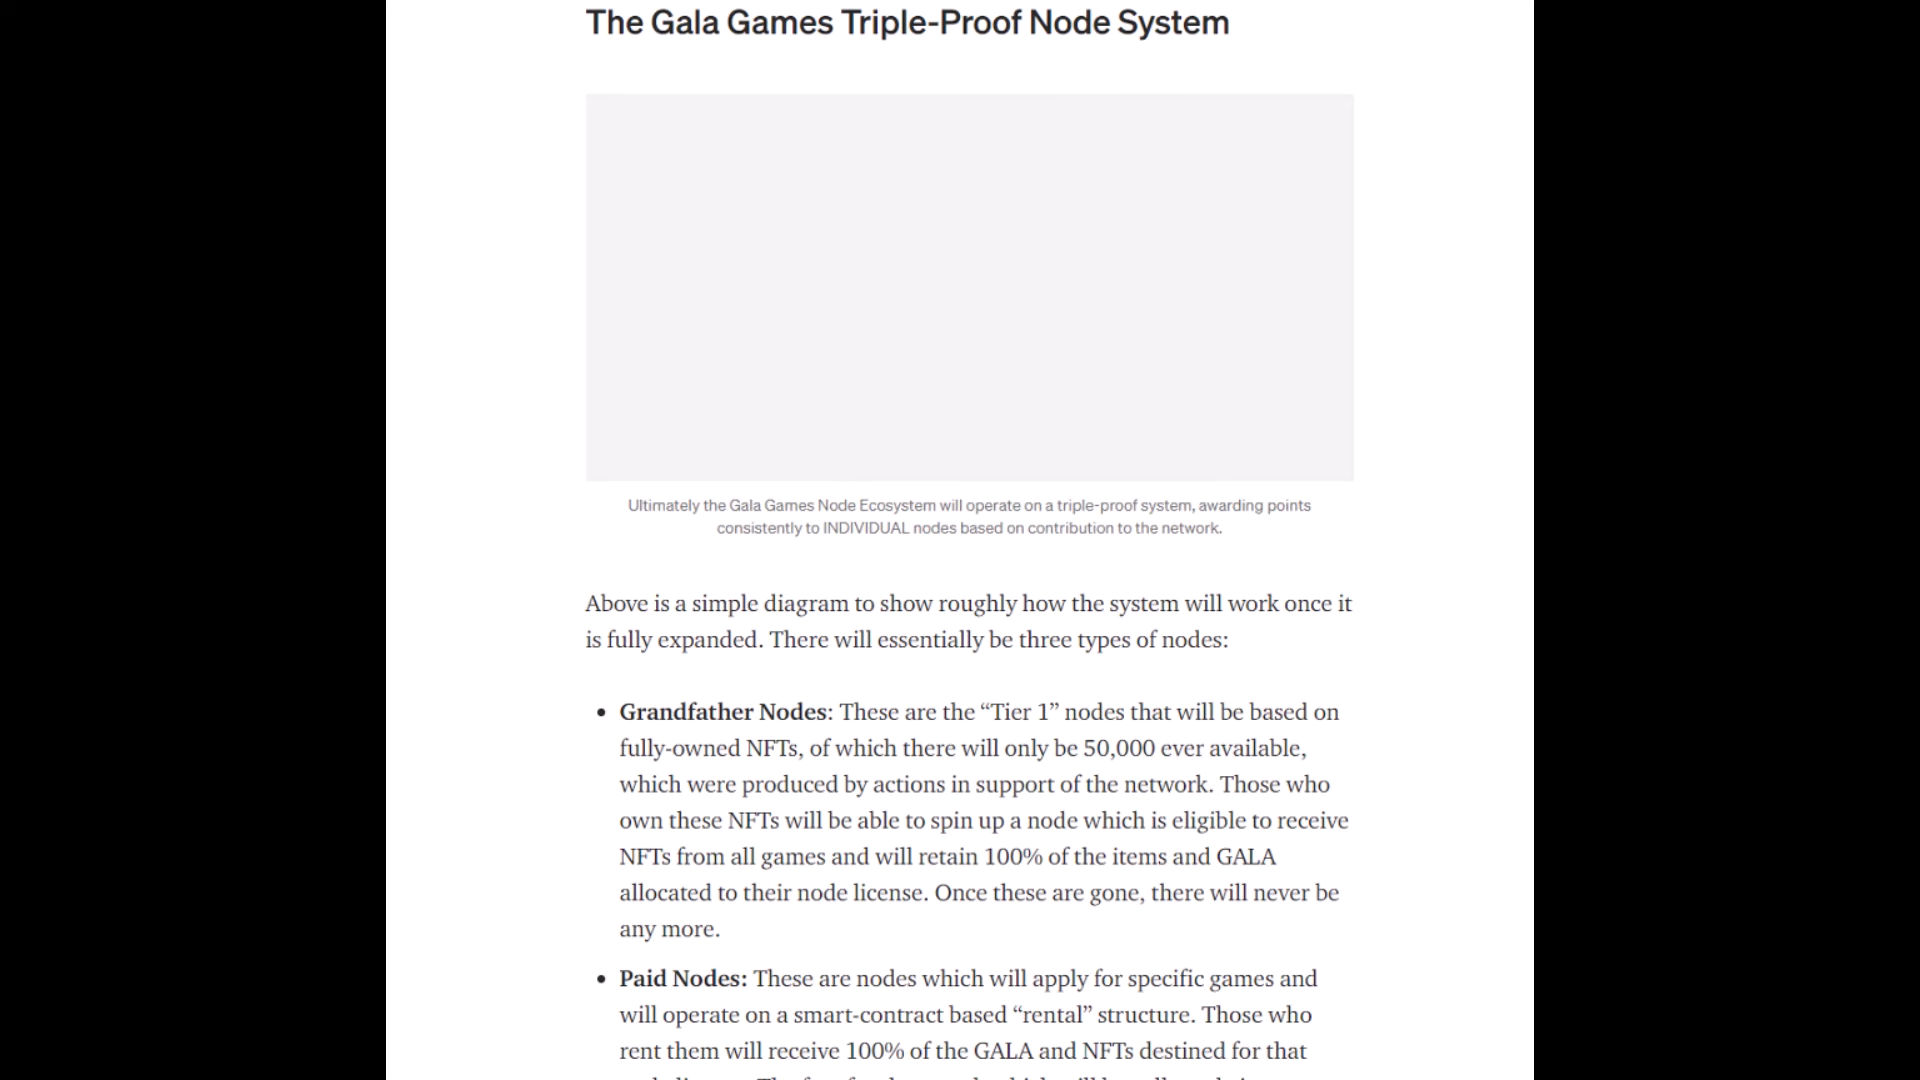 The Gala Games Triple-Proof Node System
Ultimately the Gala Games Node Ecosystem will operate on a triple-proof system, awarding points
consistently to INDIVIDUAL nodes based on contribution to the network.
Above is a simple diagram to show roughly how the system will work once it
is fully expanded. There will essentially be three types of nodes:
• Grandfather Nodes: These are the “Tier 1” nodes that will be based on
fully-owned NFTs, of which there will only be 50,000 ever available,
which were produced by actions in support of the network. Those who
own these NFTs will be able to spin up a node which is eligible to receive
NFTs from all games and will retain 100% of the items and GALA
allocated to their node license. Once these are gone, there will never be
any more.
• Paid Nodes: These are nodes which will apply for specific games and
will operate on a smart-contract based “rental” structure. Those who
rent them will receive 100% of the GALA and NFTs destined for that